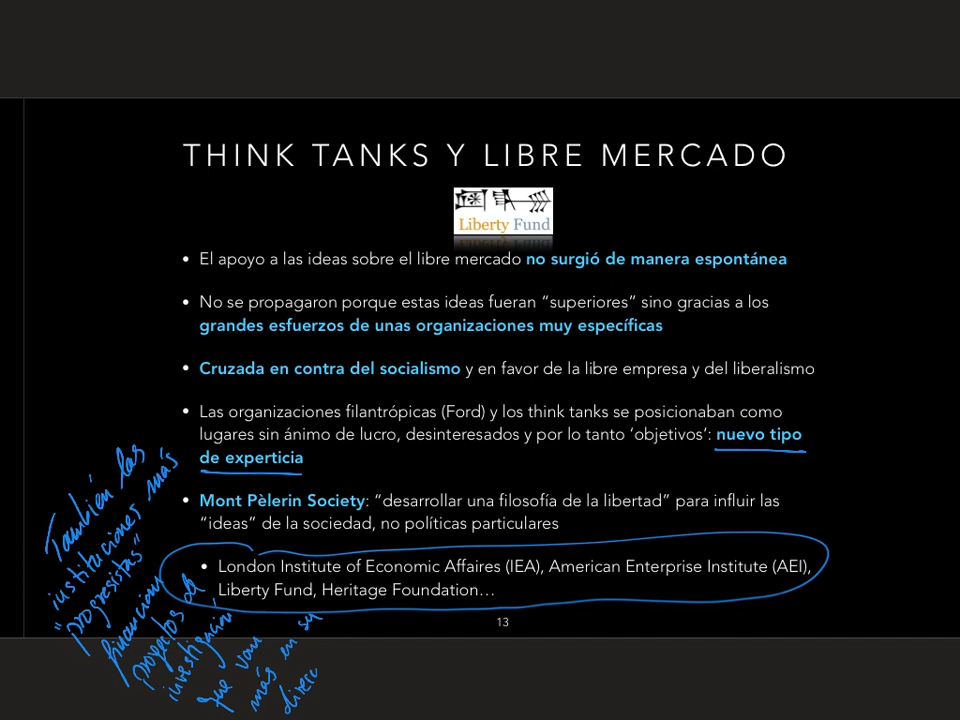 THINK TANKS Y LIBRE MERCADO
Liberty Fund
• El apoyo a las ideas sobre el libre mercado no surgió de manera espontánea
• No se propagaron porque estas ideas fueran “superiores” sino gracias a los
grandes esfuerzos de unas organizaciones muy específicas
• Cruzada en contra del socialismo y en favor de la libre empresa y del liberalismo
• Las organizaciones filantrópicas (Ford) y los think tanks se posicionaban como
lugares sin ánimo de lucro, desinteresados y por lo tanto ‘objetivos’: nuevo tipo
de experticia
• Mont Pèlerin Society: “desarrollar una filosofía de la libertad” para influir las
“ideas” de la sociedad, no políticas particulares
• London Institute of Economic Affaires (IEA), American Enterprise Institute (AEI),
Liberty Fund, Heritage Foundation…
13
También las
instituciones más
"progresistas"
financian
proyectos de
investigación
que van
más en su